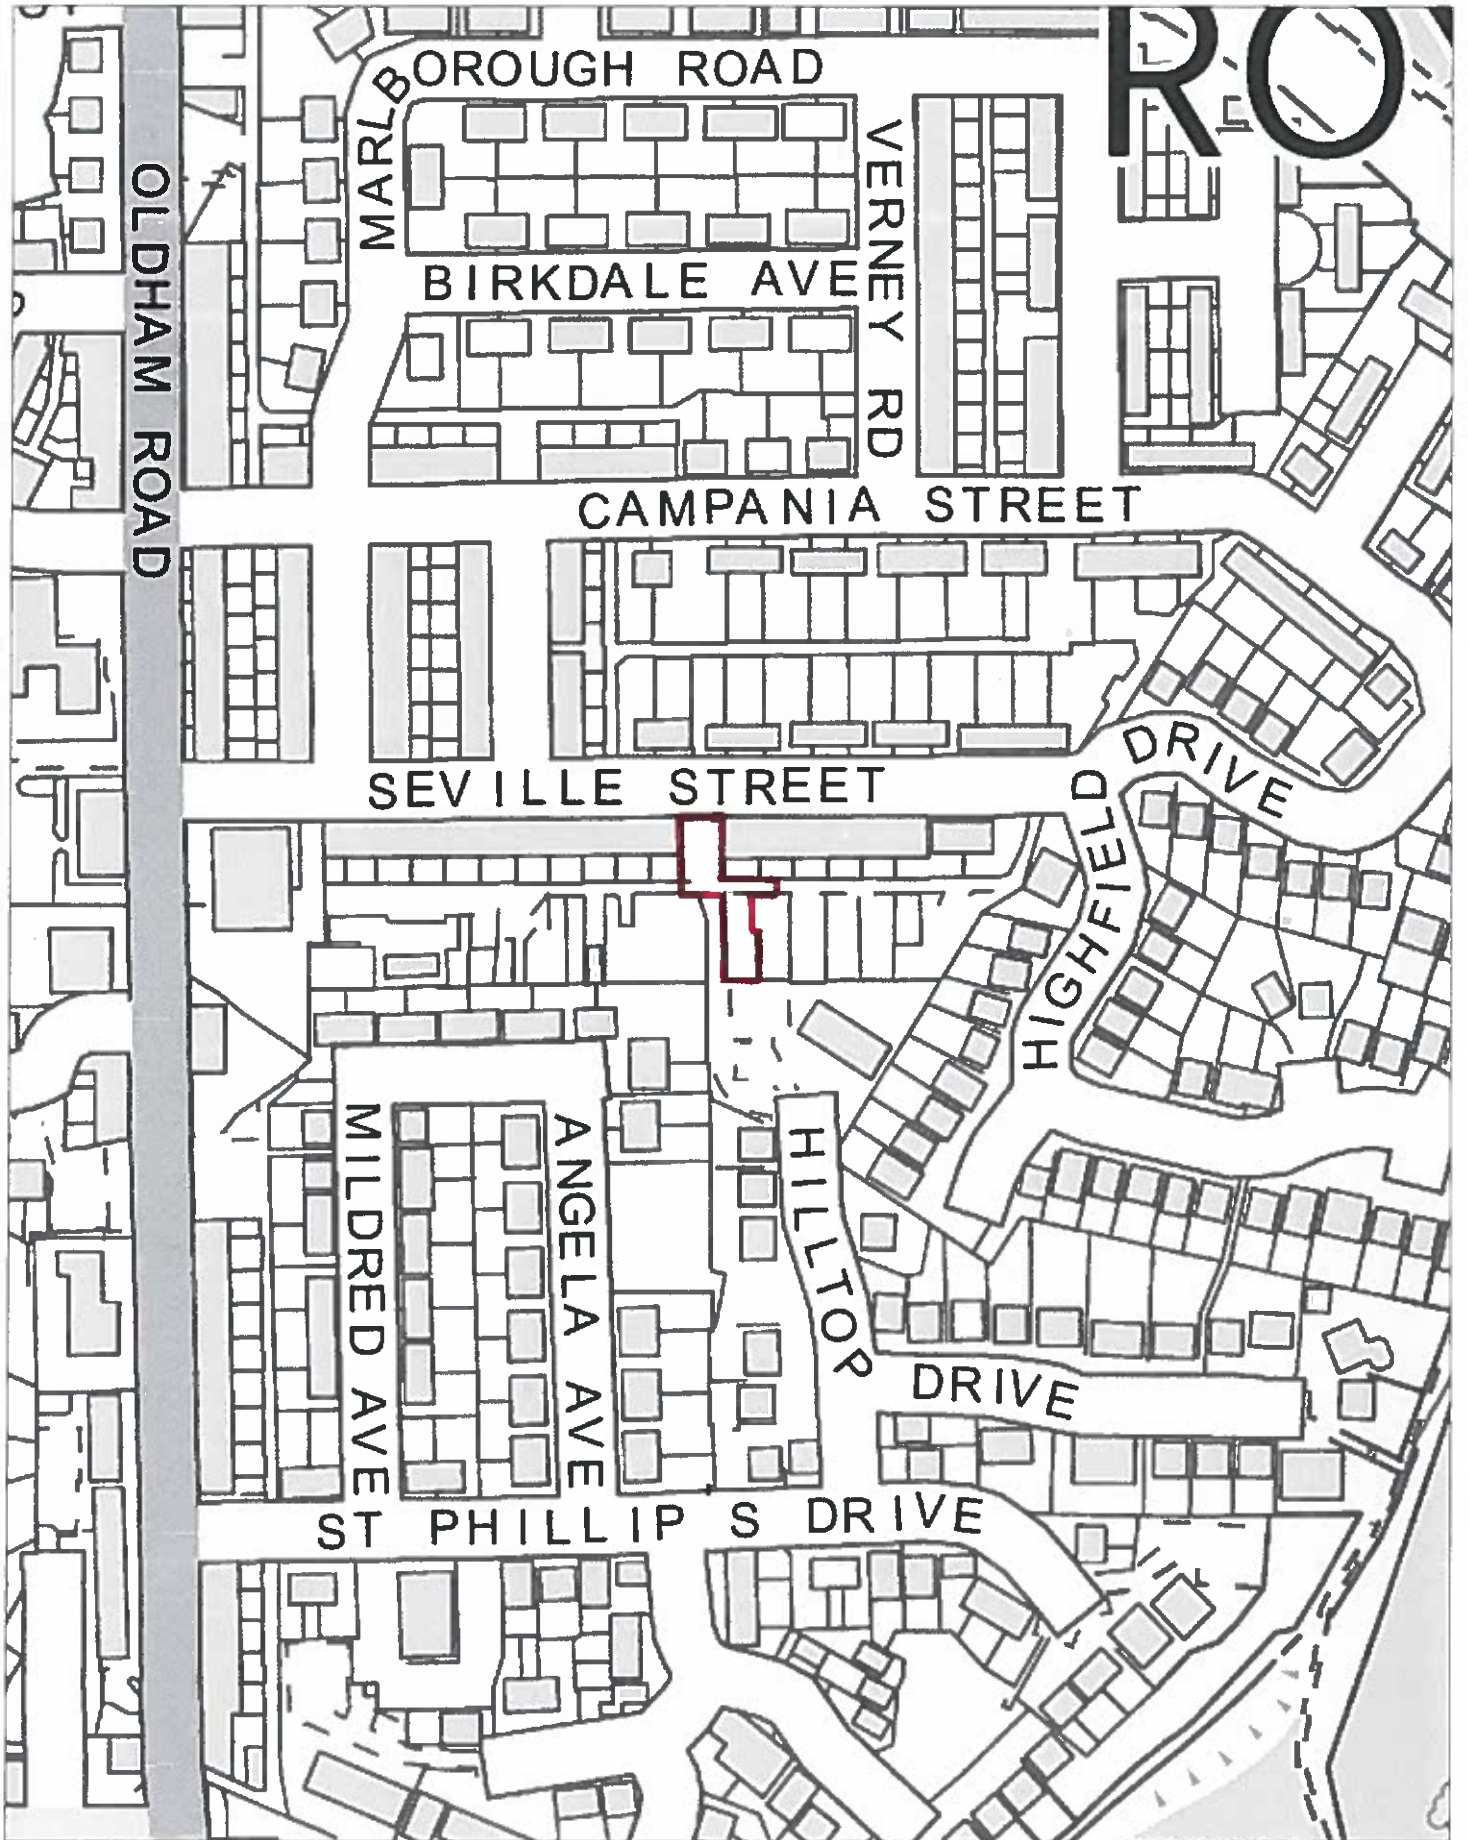 RO
MARLBOROUGH ROAD
OLDHAM ROAD
VERNEY RD
BIRKDALE AVE
CAMPANIA STREET
SEVILLE STREET
HIGHFIELD DRIVE
MILDRED AVE
ANGELA AVE
HILLTOP DRIVE
ST PHILLIP S DRIVE